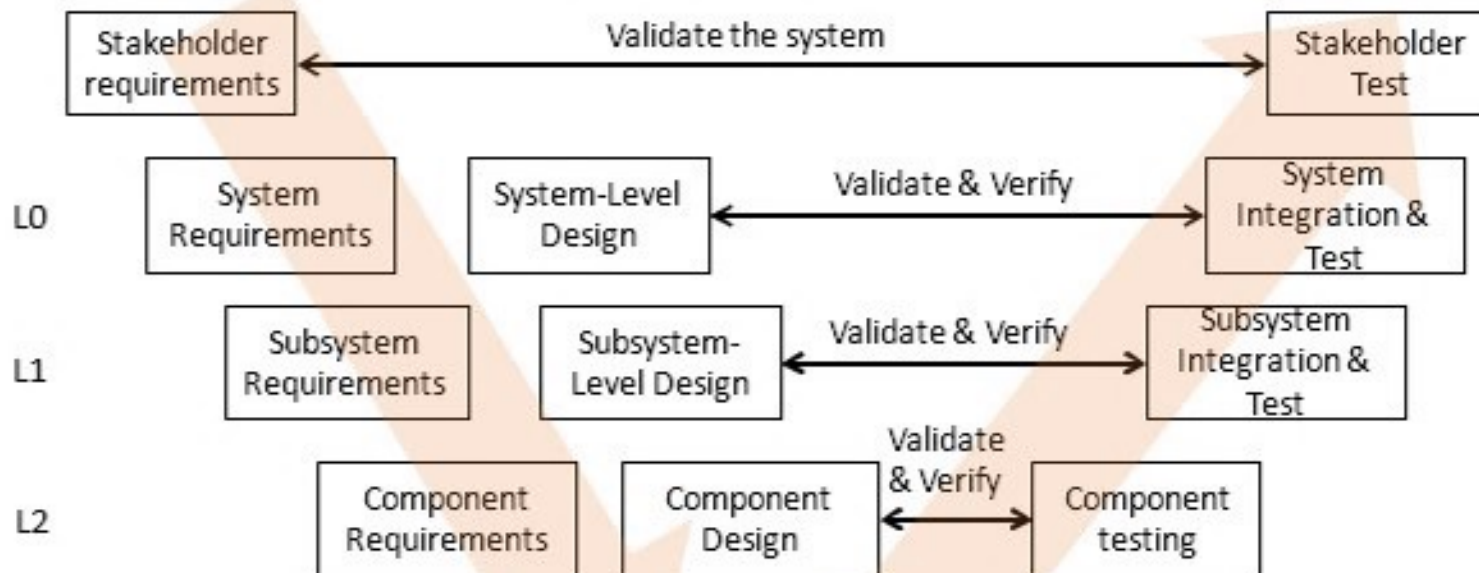 Stakeholder
requirements
Validate the system
Stakeholder
Test
L0
System
Requirements
System-Level
Design
Validate & Verify
System
Integration &
Test
L1
Subsystem
Requirements
Subsystem-
Level Design
Validate & Verify
Subsystem
Integration &
Test
L2
Component
Requirements
Component
Design
Validate
& Verify
Component
testing